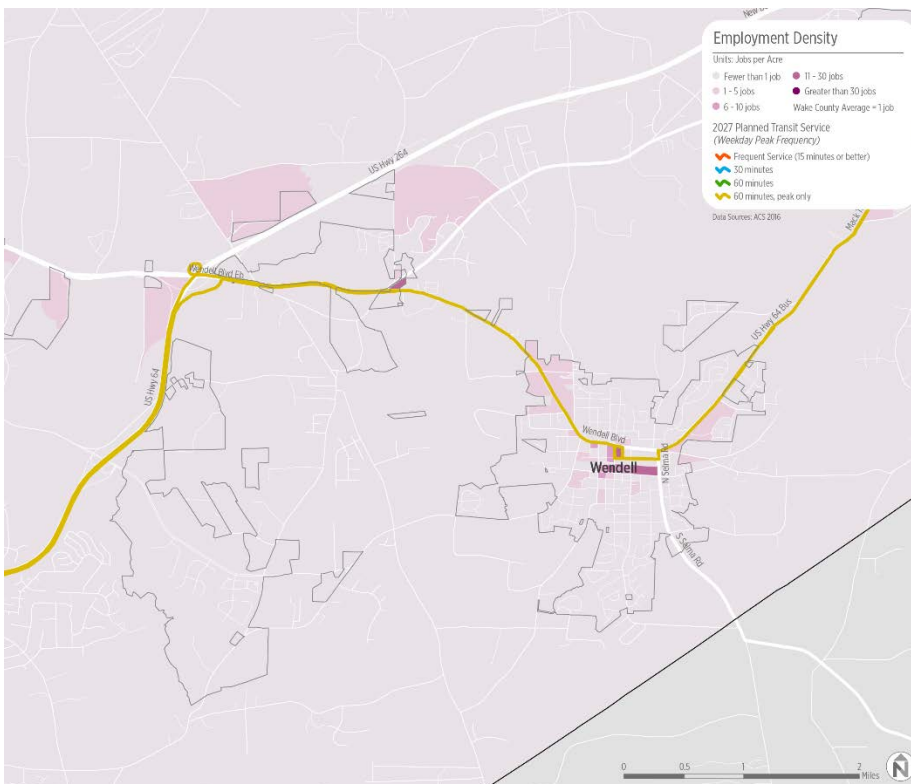 Employment Density
Units: Jobs per Acre
Fewer than 1 job
11 - 30 jobs
1 - 5 jobs
Greater than 30 jobs
6 - 10 jobs
Wake County Average = 1 job
2027 Planned Transit Service
(Weekday Peak Frequency)
Frequent Service (15 minutes or better)
30 minutes
60 minutes
60 minutes, peak only
Data Sources: ACS 2016
US Hwy 264
Wendell Blvd Eb
US Hwy 64 Bus
US Hwy 64
Wendell Blvd
Wendell
N Selma Rd
S Selma Rd
0 0.5 1 2
Miles
N